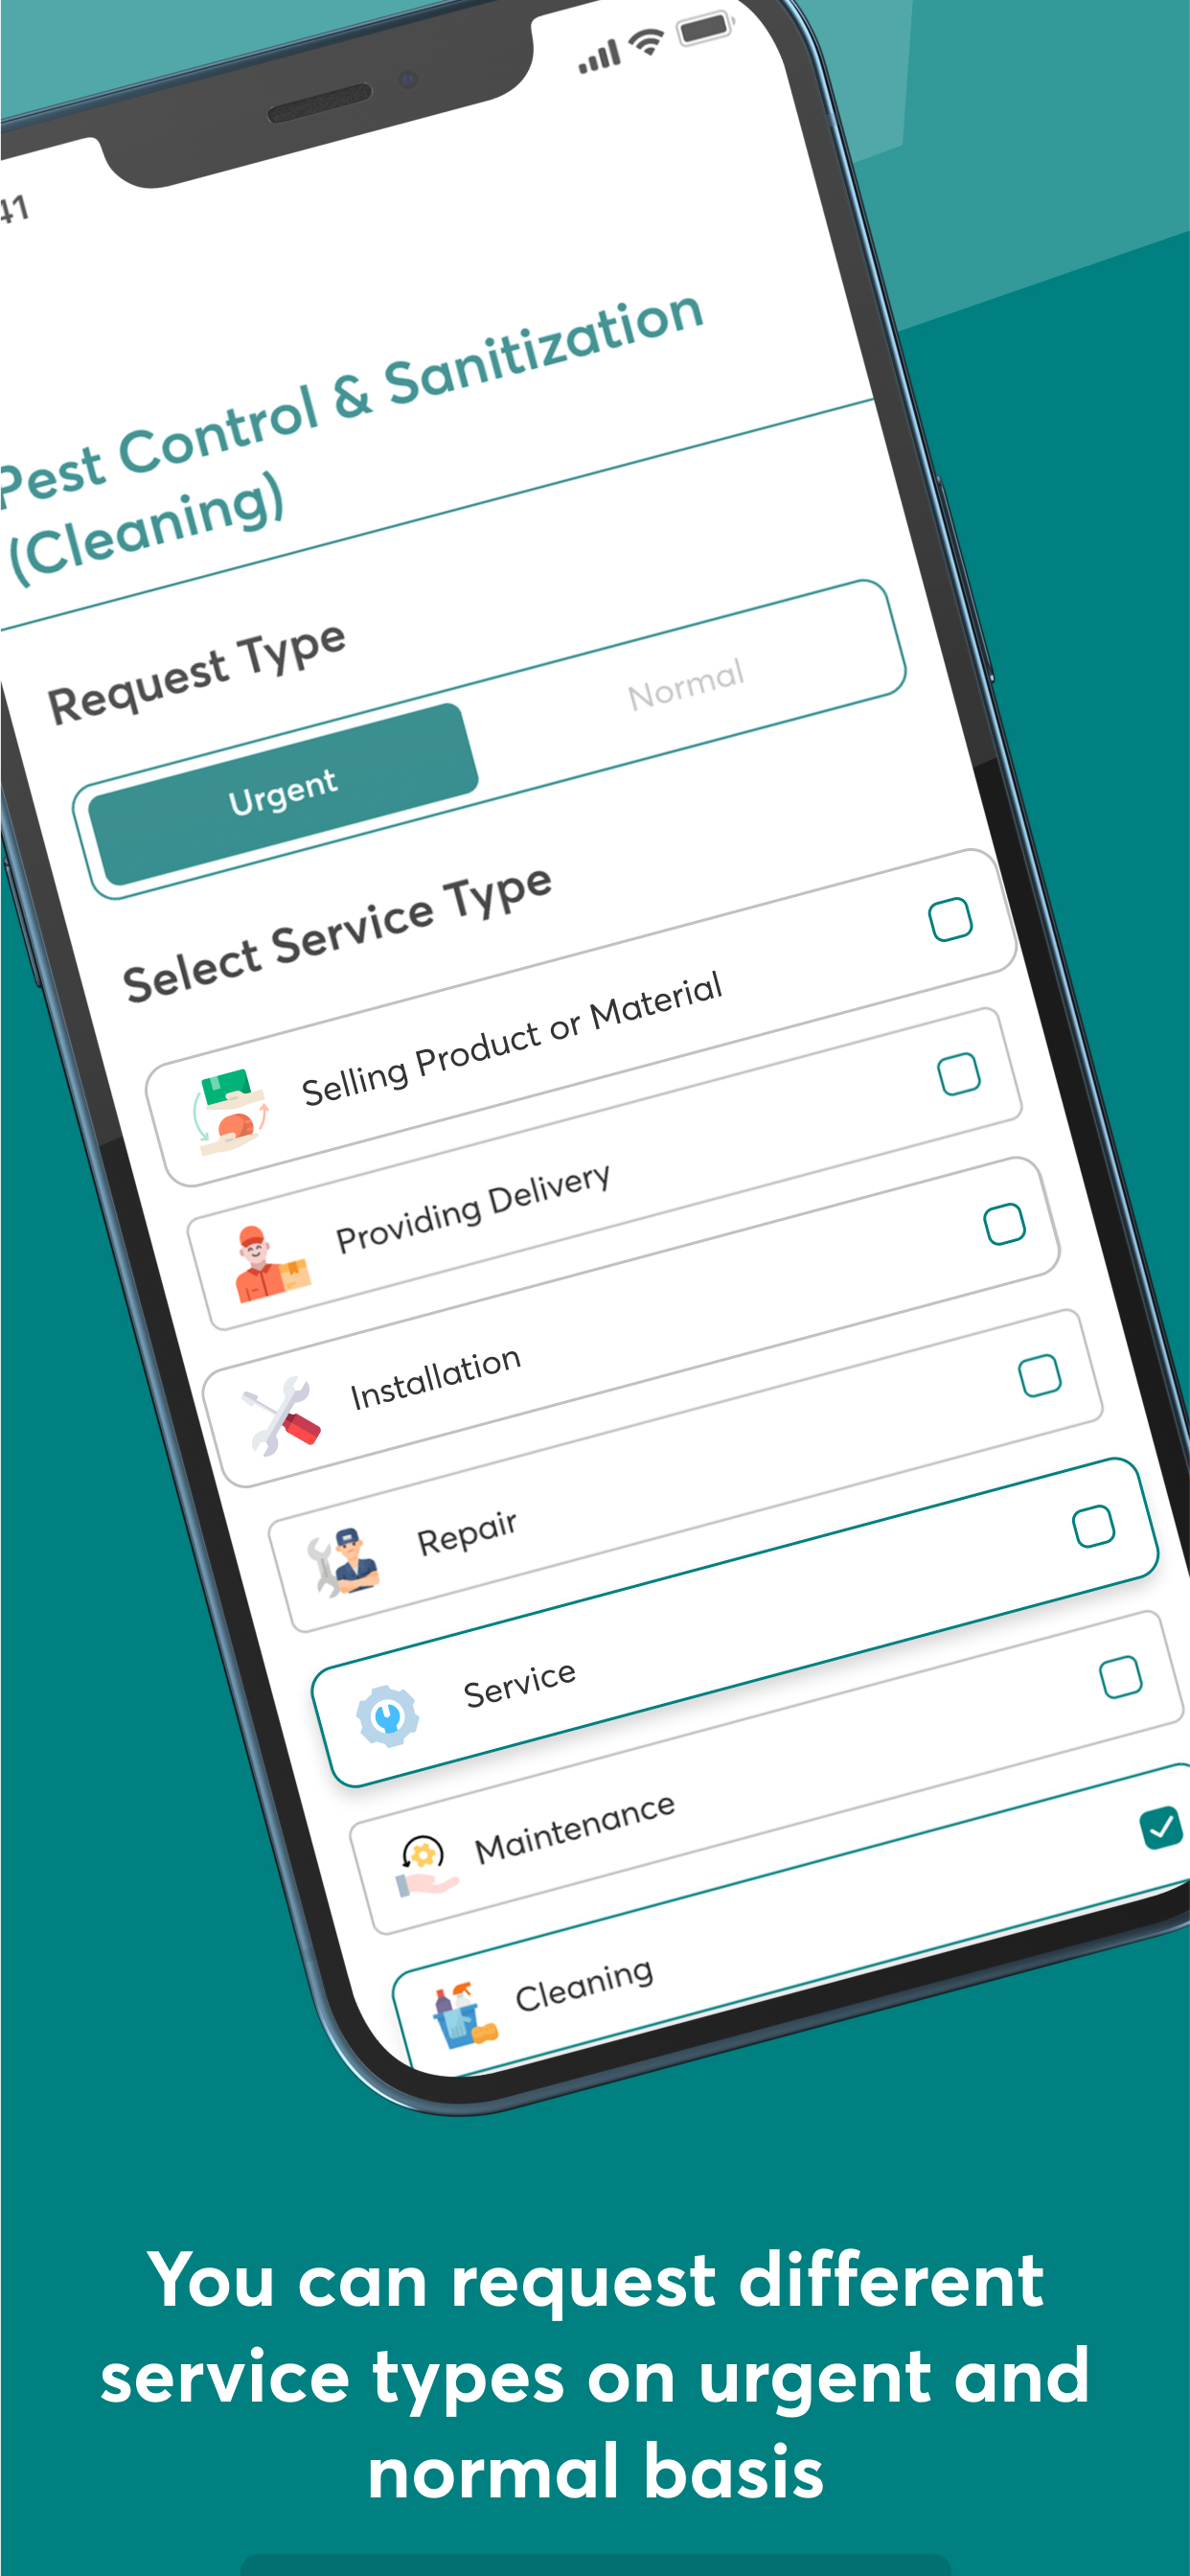 41
Pest Control & Sanitization
(Cleaning)
Request Type
Urgent
Normal
Select Service Type
Selling Product or Material
Providing Delivery
Installation
Repair
Service
Maintenance
Cleaning
You can request different
service types on urgent and
normal basis